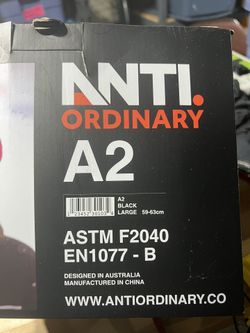 ANTI.
ORDINARY
A2
A2
BLACK
LARGE 59-63cm
ASTM F2040
EN1077 - B
DESIGNED IN AUSTRALIA
MANUFACTURED IN CHINA
WWW.ANTIORDINARY.CO